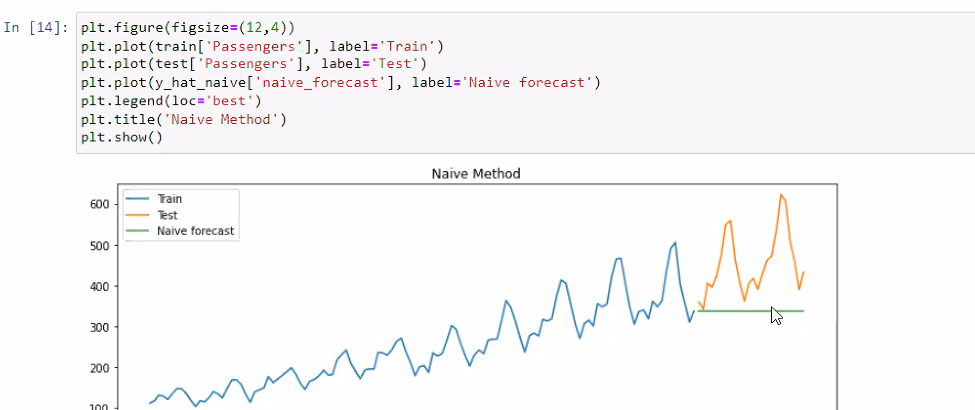 In [14]: plt.figure(figsize=(12,4))
plt.plot(train['Passengers'], label='Train')
plt.plot(test['Passengers'], label='Test')
plt.plot(y_hat_naive['naive_forecast'], label='Naive forecast')
plt.legend(loc='best')
plt.title('Naive Method')
plt.show()
Naive Method
Train
Test
Naive forecast
600
500
400
300
200
100